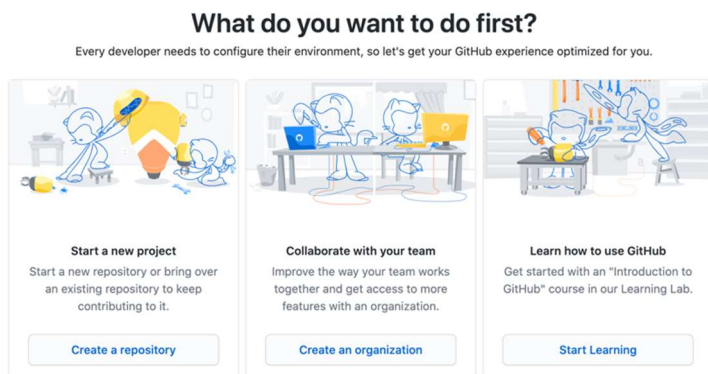 What do you want to do first?
Every developer needs to configure their environment, so let's get your GitHub experience optimized for you.
Start a new project
Start a new repository or bring over
an existing repository to keep
contributing to it.
Create a repository
Collaborate with your team
Improve the way your team works
together and get access to more
features with an organization.
Create an organization
Learn how to use GitHub
Get started with an "Introduction to
GitHub" course in our Learning Lab.
Start Learning